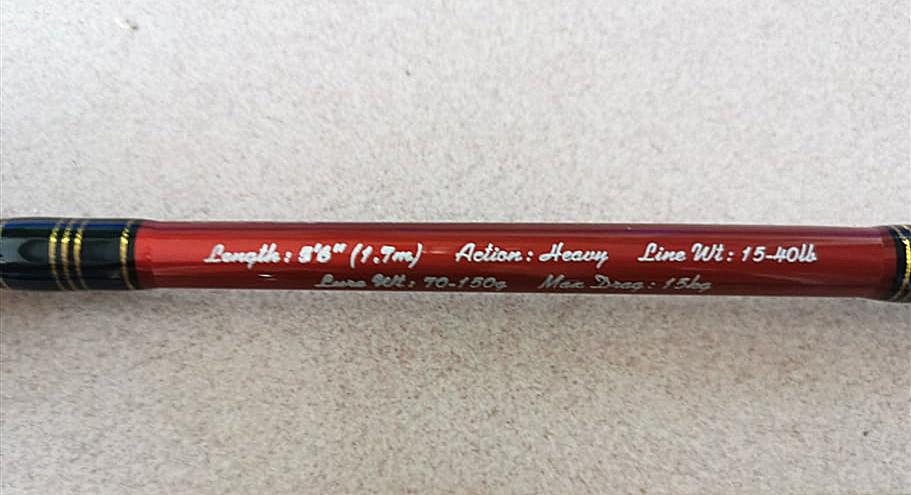 Length: 5'6" (1.7m) Action: Heavy Line Wt: 15-40lb
Lure Wt: 70-150g Max Drag: 15kg